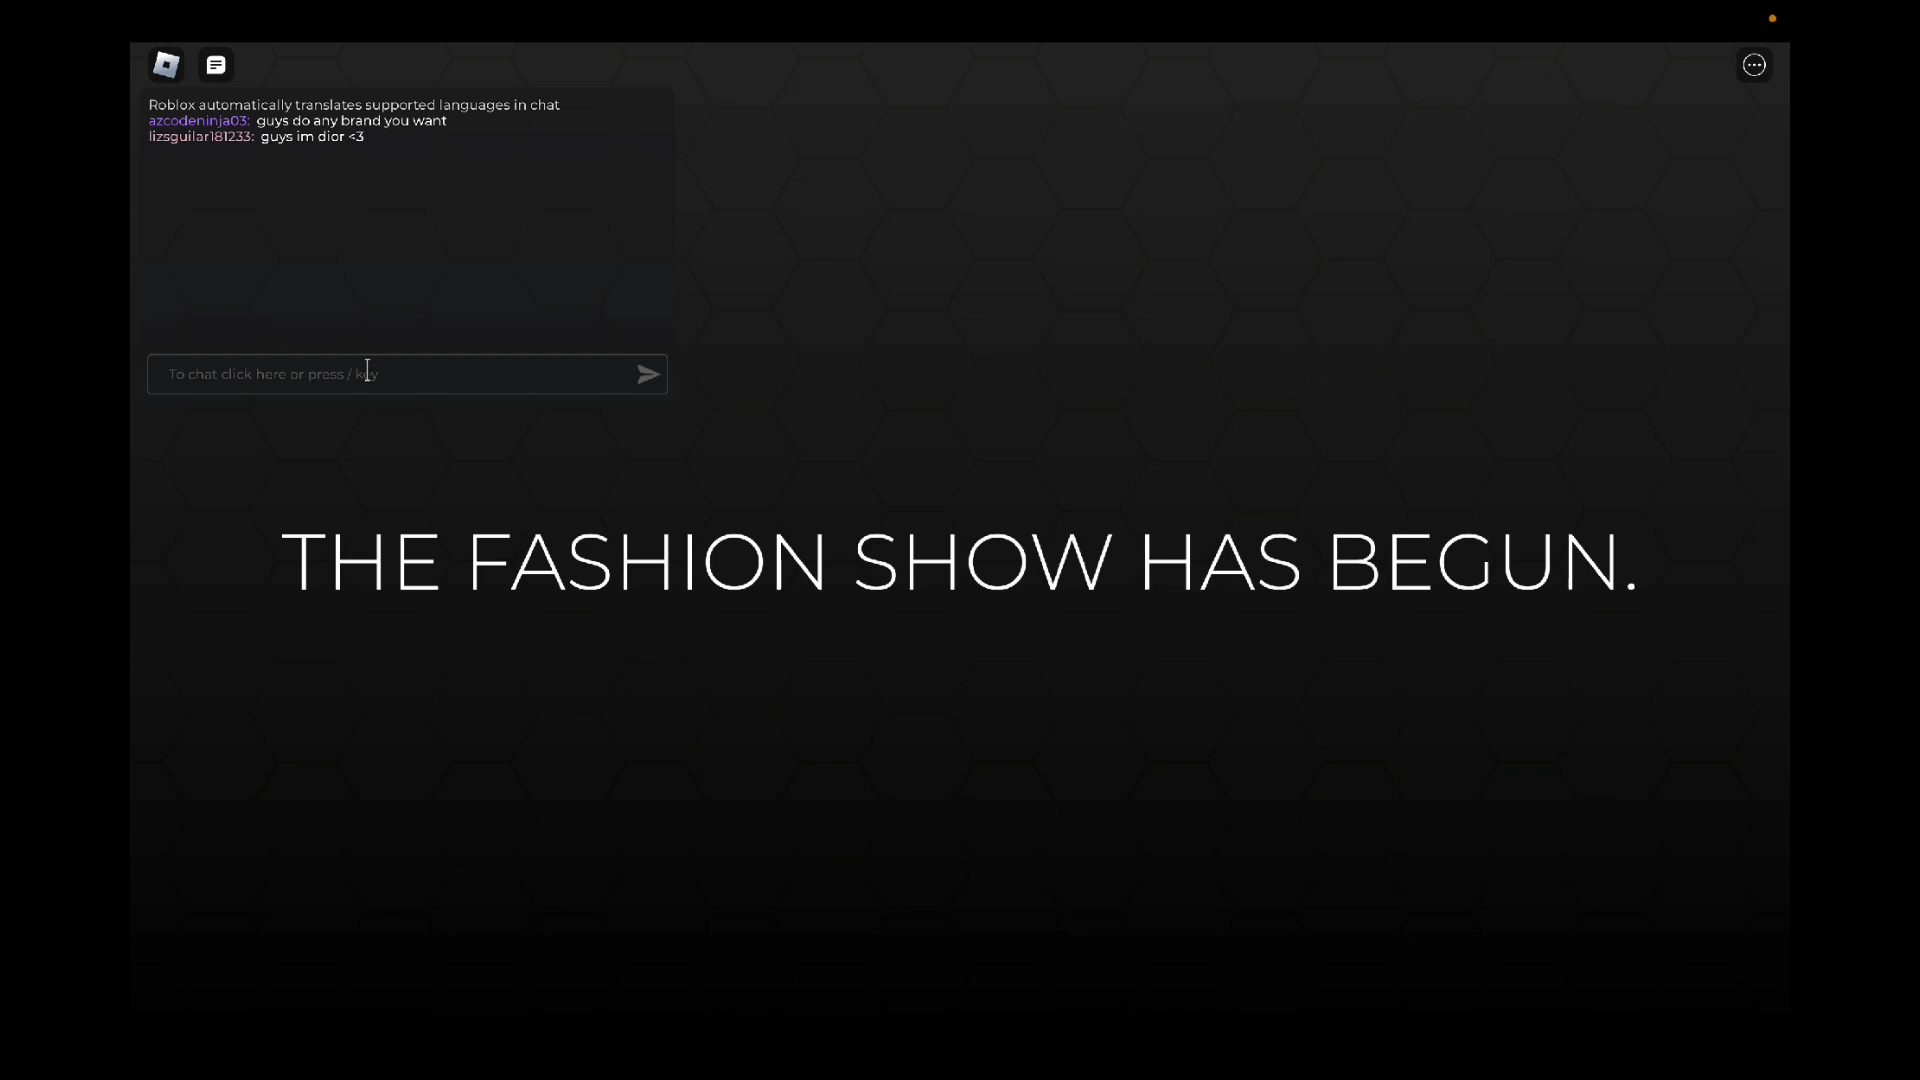 Roblox automatically translates supported languages in chat
azcodeninja03: guys do any brand you want
lizsguilar181233: guys im dior <3
To chat click here or press / key
THE FASHION SHOW HAS BEGUN.